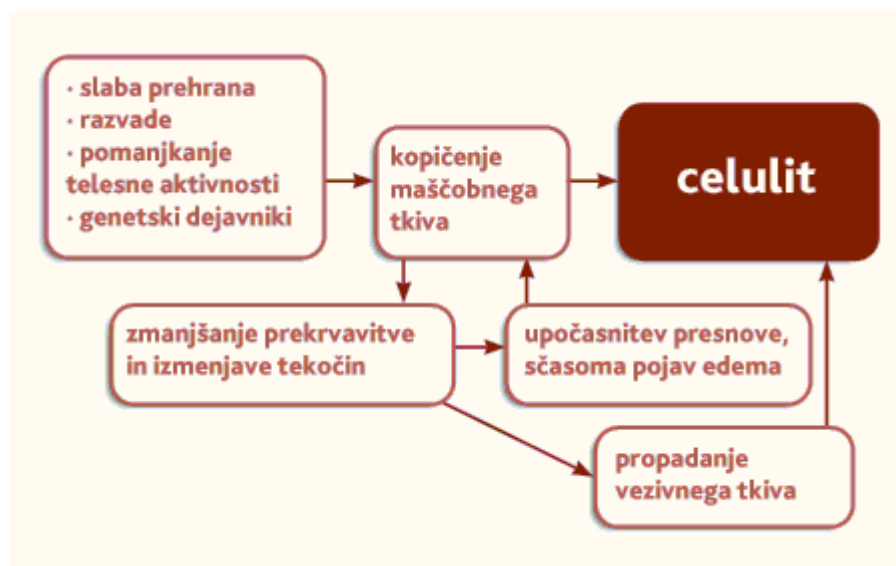 · slaba prehrana
· razvade
· pomanjkanje
telesne aktivnosti
· genetski dejavniki
kopičenje
maščobnega
tkiva
celulit
zmanjšanje prekrvavitve
in izmenjave tekočin
upočasnitev presnove,
sčasoma pojav edema
propadanje
vezivnega tkiva